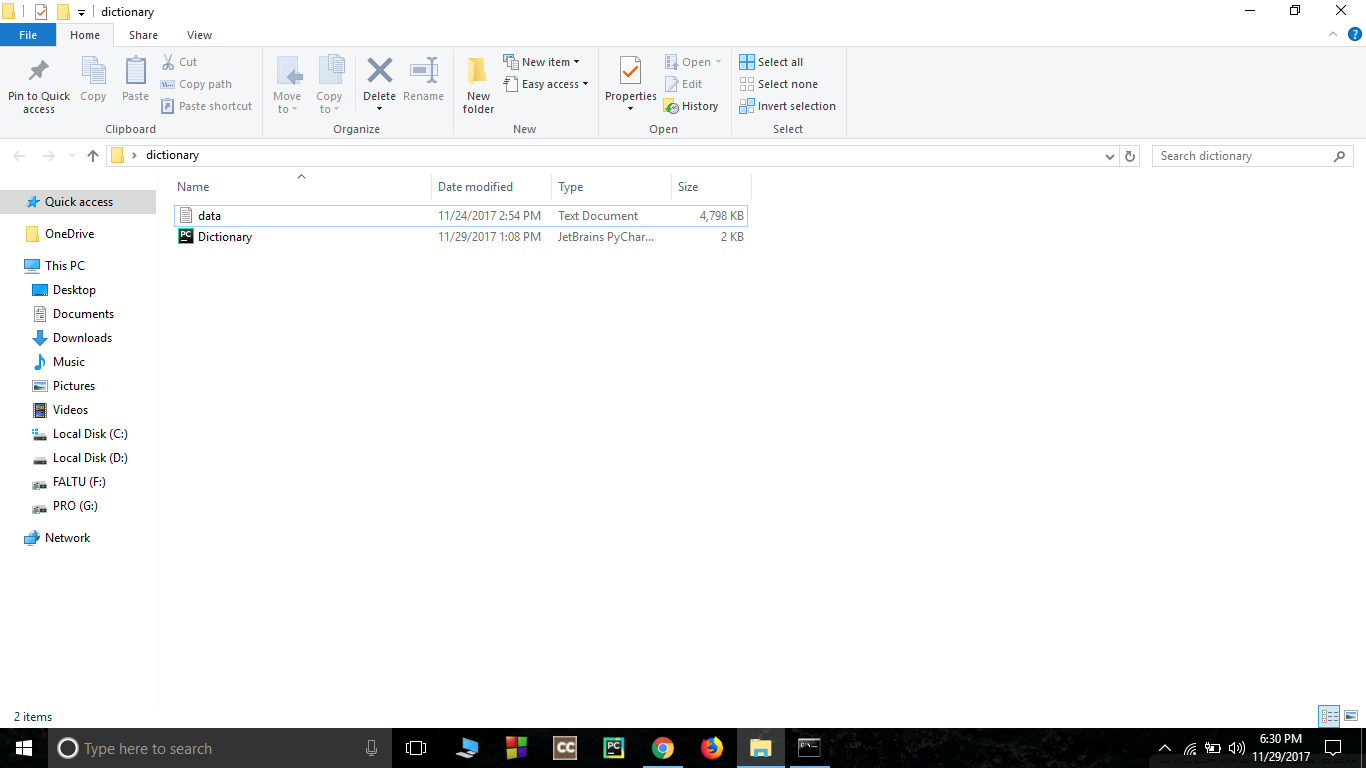 dictionary
File Home Share View
Pin to Quick access
Copy
Paste
Cut
Copy path
Paste shortcut
Clipboard
Move to
Copy to
Delete
Rename
Organize
New folder
New item
Easy access
New
Properties
Open
Edit
History
Open
Select all
Select none
Invert selection
Select
dictionary
Search dictionary
Name Date modified Type Size
data 11/24/2017 2:54 PM Text Document 4,798 KB
Dictionary 11/29/2017 1:08 PM JetBrains PyChar... 2 KB
Quick access
OneDrive
This PC
Desktop
Documents
Downloads
Music
Pictures
Videos
Local Disk (C:)
Local Disk (D:)
FALTU (F:)
PRO (G:)
Network
2 items
Type here to search
CC
PC
6:30 PM
11/29/2017